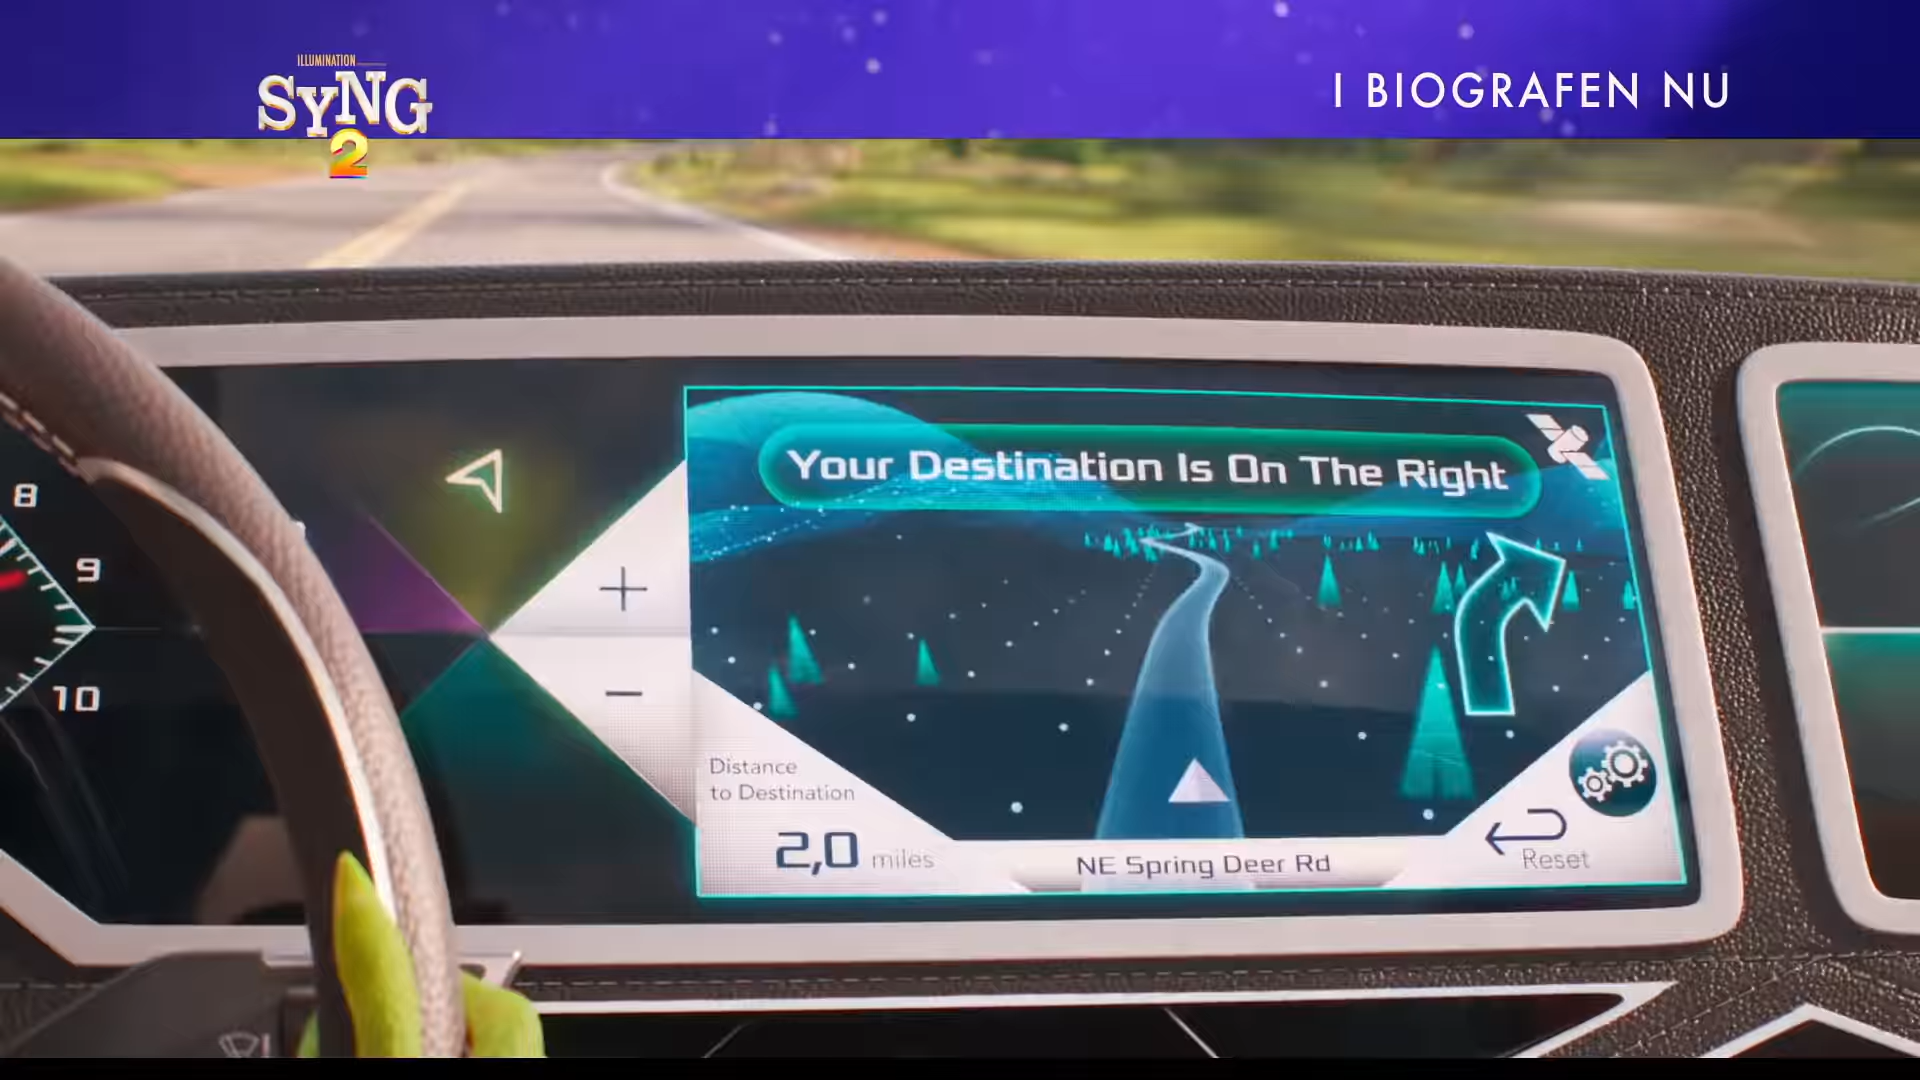 ILLUMINATION
SYNG
2
I BIOGRAFEN NU
8
9
10
Your Destination Is On The Right
+
−
Distance
to Destination
2,0 miles
NE Spring Deer Rd
Reset